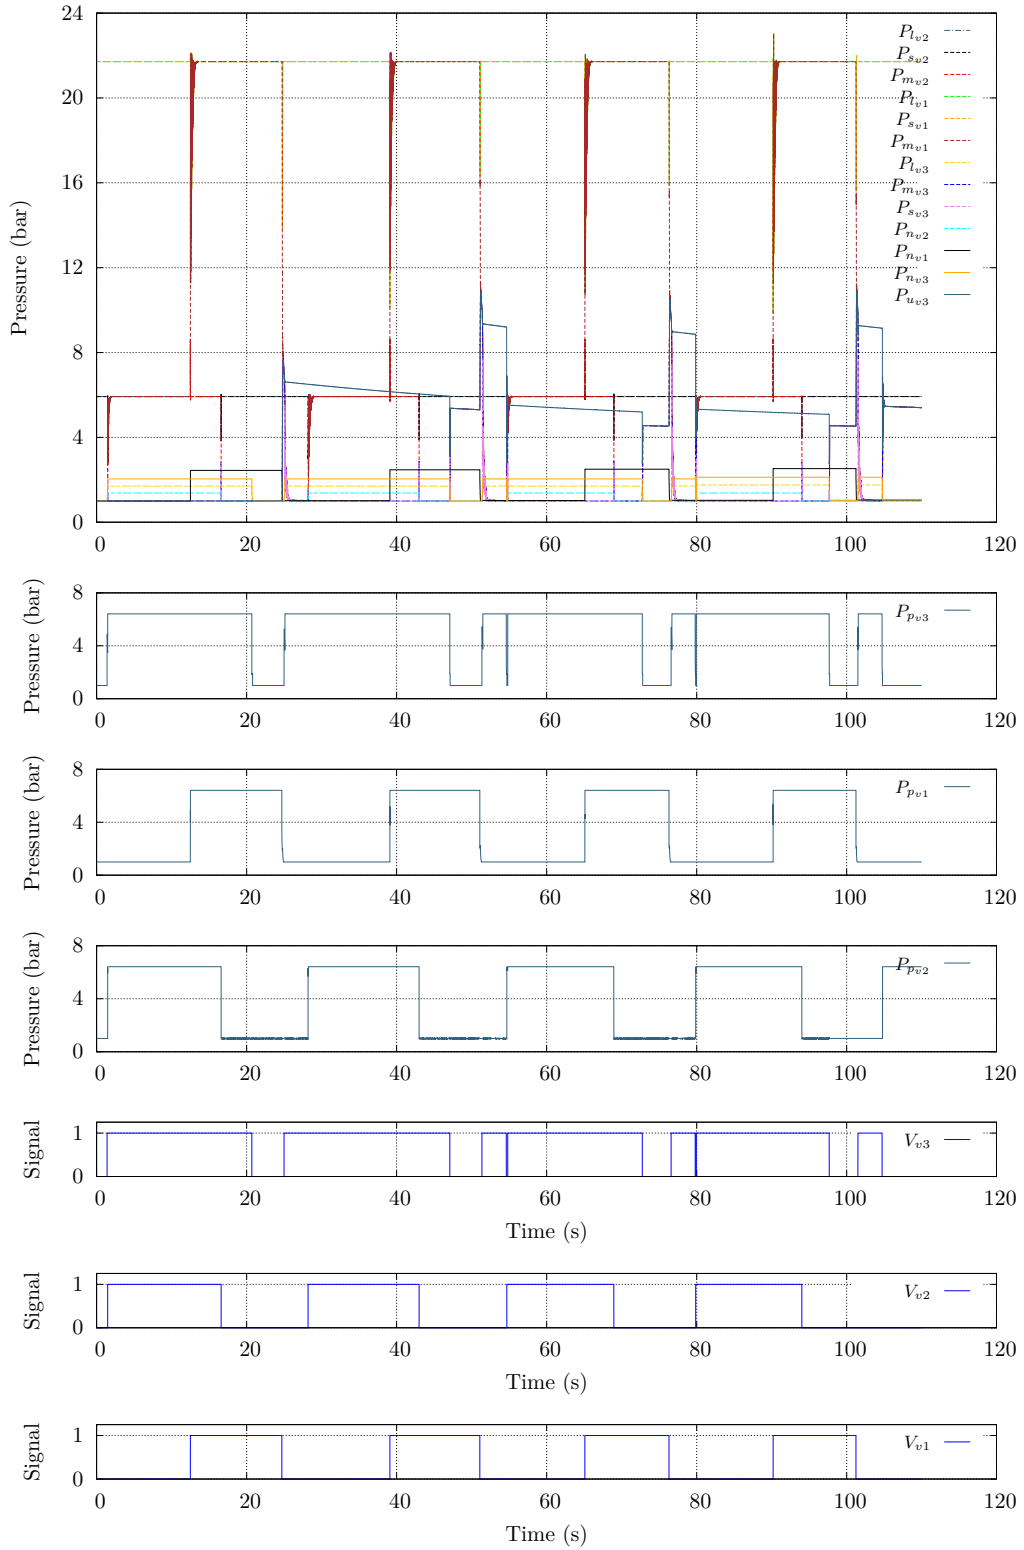 24
20
16
12
8
4
0
Pressure (bar)
P_{l_{v2}}
P_{s_{v2}}
P_{m_{v2}}
P_{l_{v1}}
P_{s_{v1}}
P_{m_{v1}}
P_{l_{v3}}
P_{m_{v3}}
P_{s_{v3}}
P_{n_{v2}}
P_{n_{v1}}
P_{n_{v3}}
P_{u_{v3}}
0 20 40 60 80 100 120
8
4
0
Pressure (bar)
P_{p_{v3}}
0 20 40 60 80 100 120
8
4
0
Pressure (bar)
P_{p_{v1}}
0 20 40 60 80 100 120
8
4
0
Pressure (bar)
P_{p_{v2}}
0 20 40 60 80 100 120
1
0
Signal
V_{v3}
0 20 40 60 80 100 120
Time (s)
1
0
Signal
V_{v2}
0 20 40 60 80 100 120
Time (s)
1
0
Signal
V_{v1}
0 20 40 60 80 100 120
Time (s)